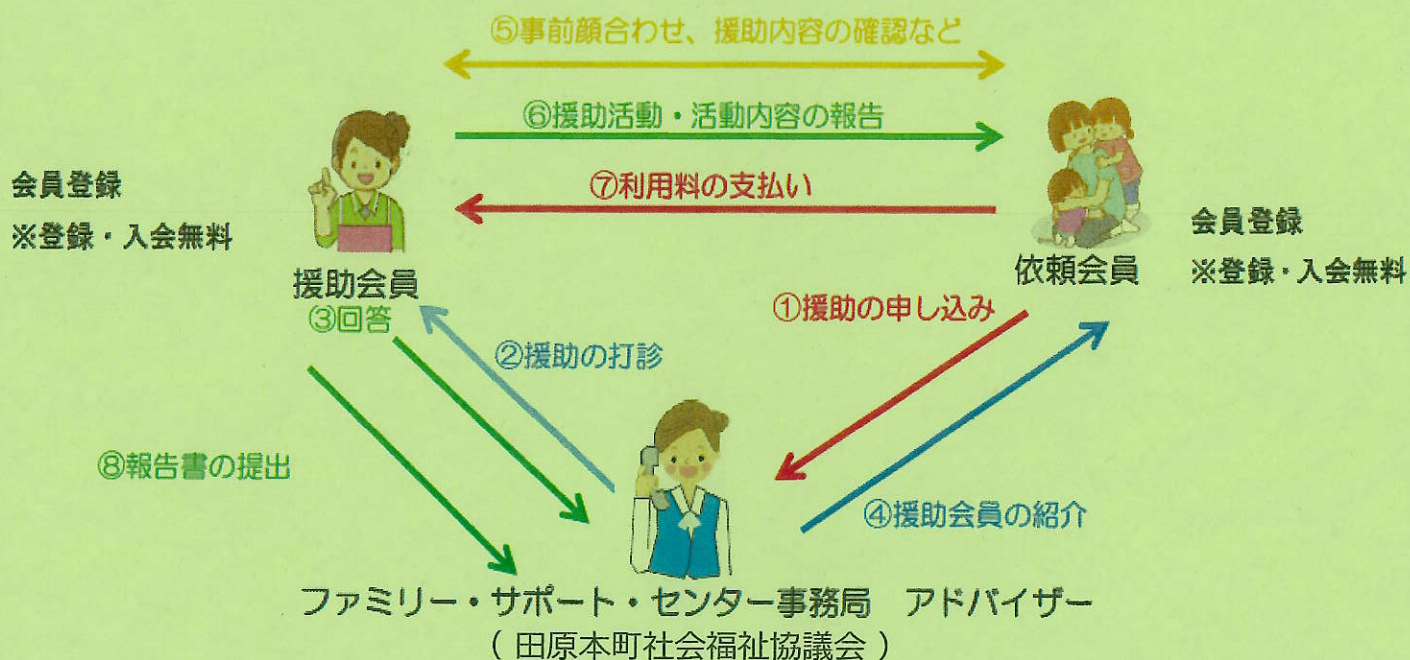 ⑤事前顔合わせ、援助内容の確認など
⑥援助活動・活動内容の報告
⑦利用料の支払い
会員登録
※登録・入会無料
会員登録
※登録・入会無料
援助会員
依頼会員
③回答
①援助の申し込み
②援助の打診
⑧報告書の提出
④援助会員の紹介
ファミリー・サポート・センター事務局　アドバイザー
（ 田原本町社会福祉協議会 ）